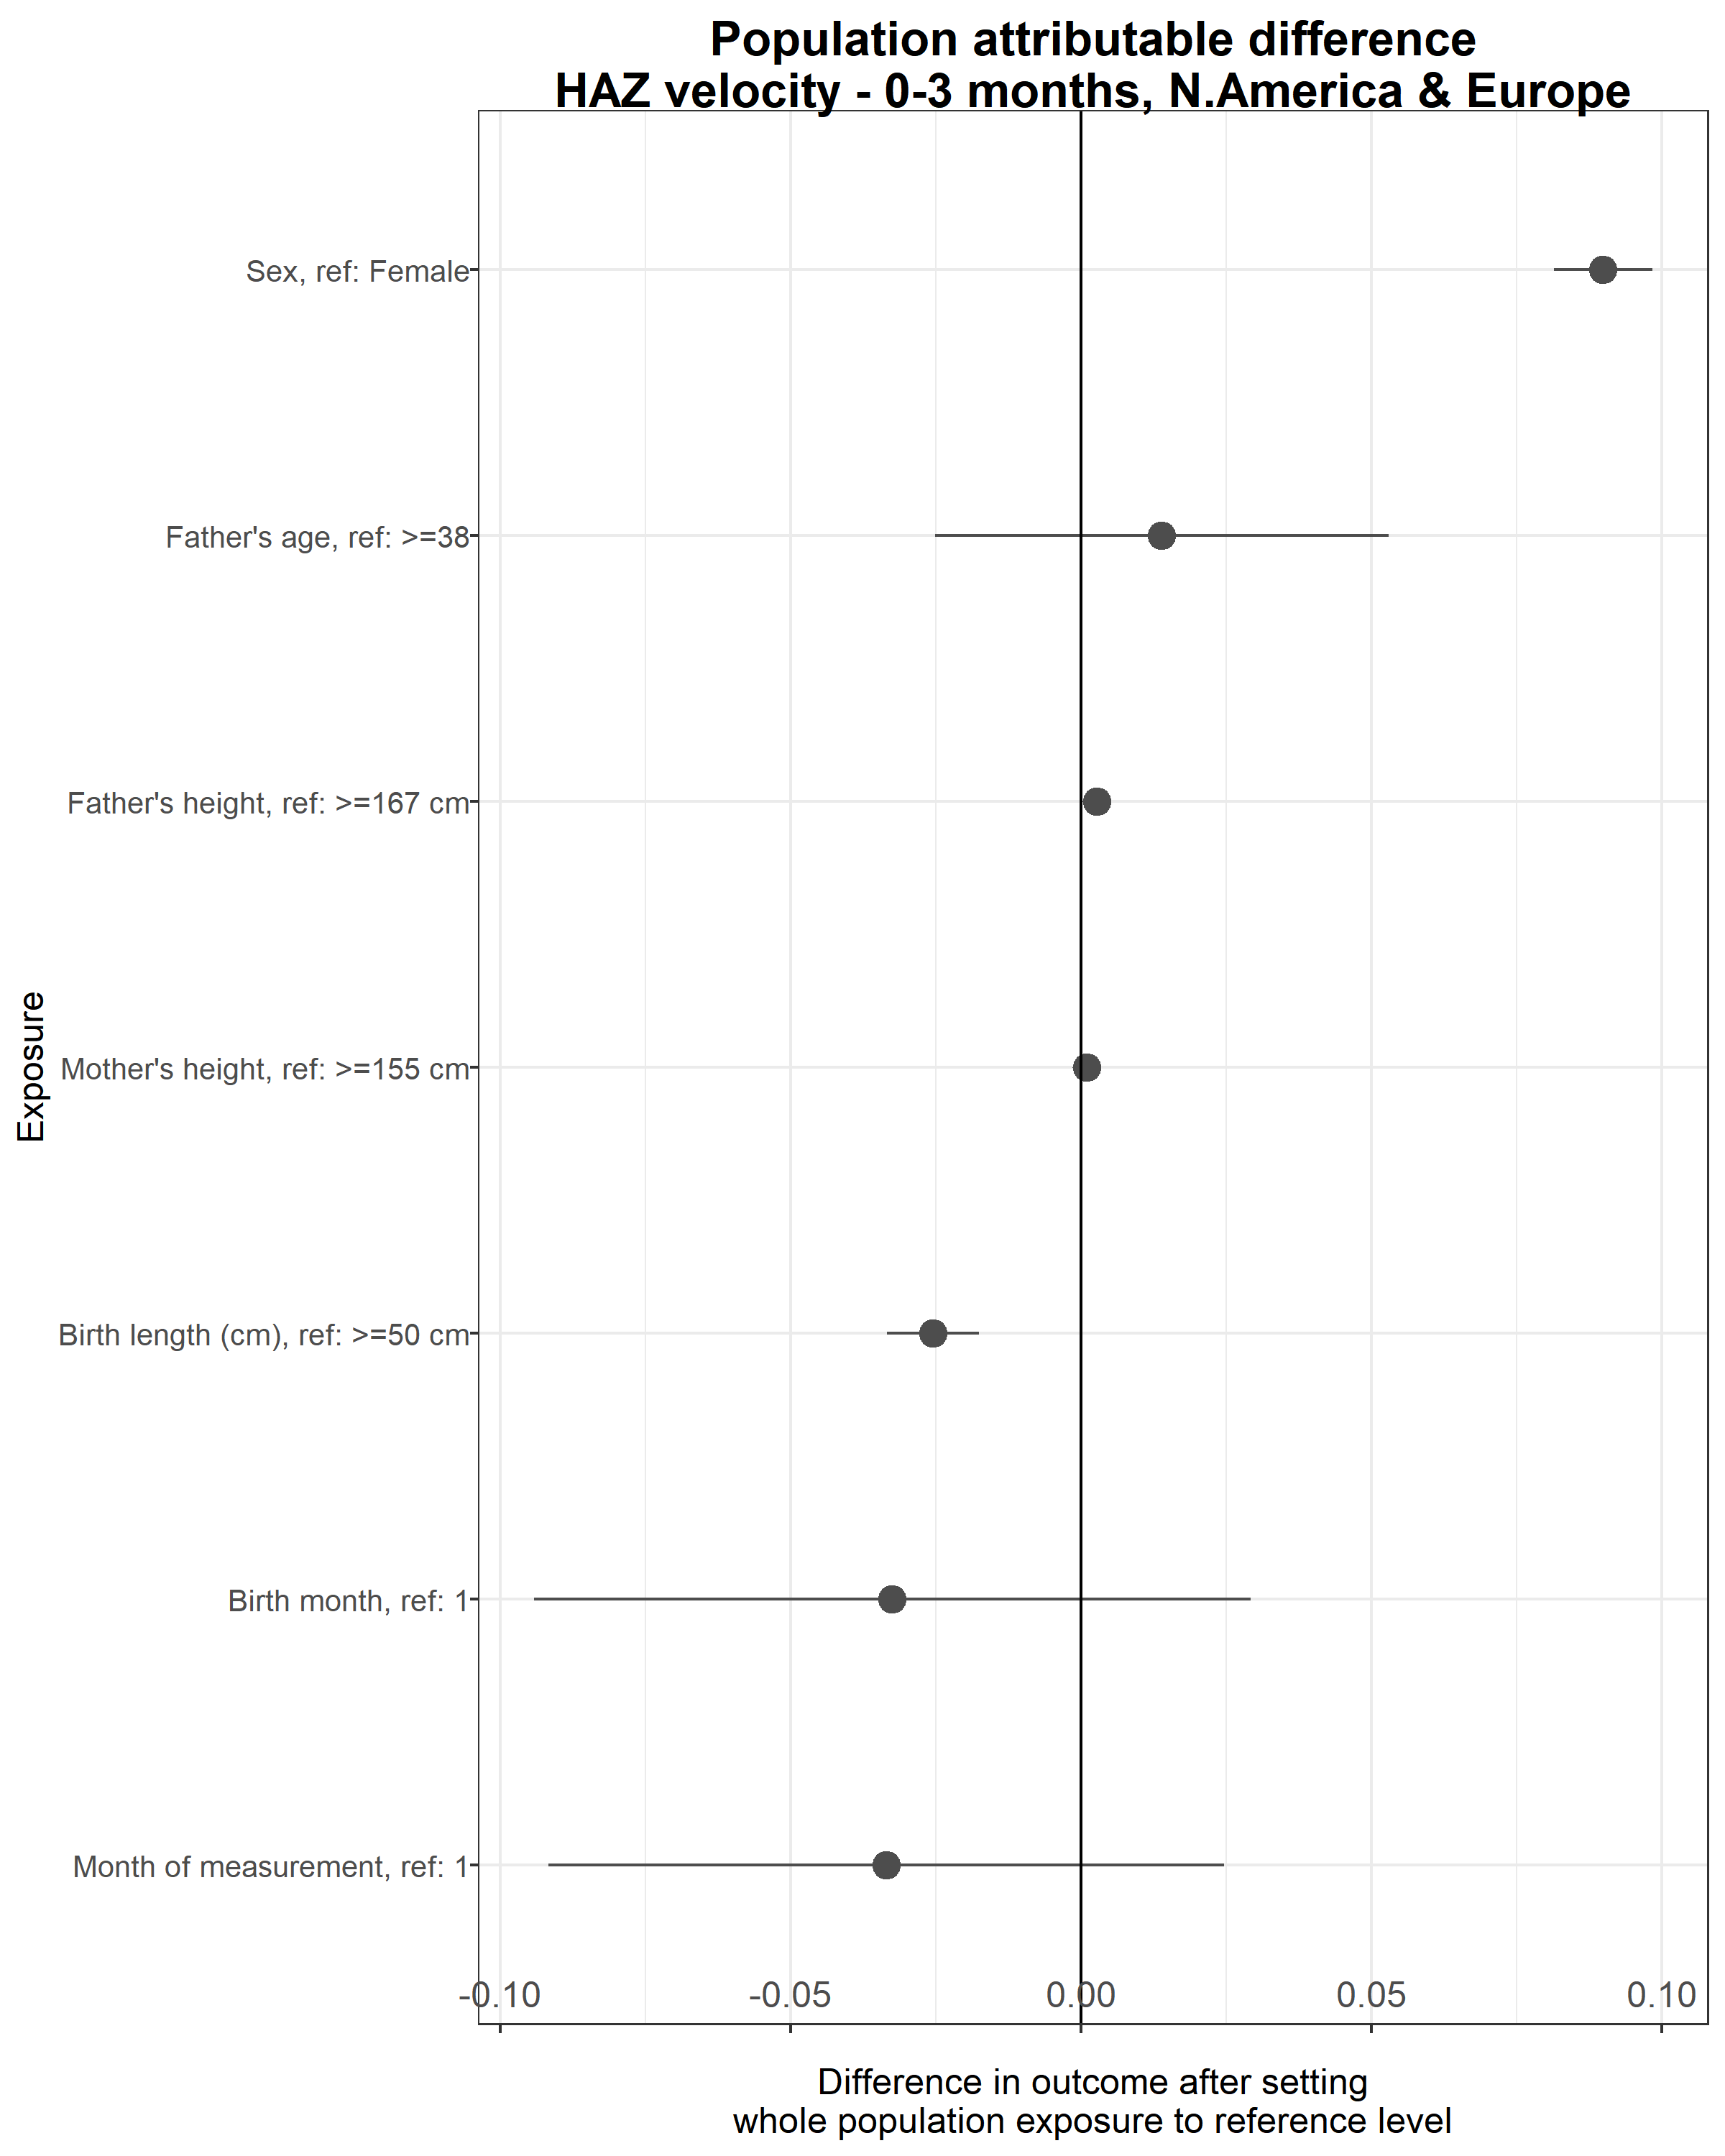 Population attributable difference
HAZ velocity - 0-3 months, N.America & Europe
Exposure
Sex, ref: Female
Father's age, ref: >=38
Father's height, ref: >=167 cm
Mother's height, ref: >=155 cm
Birth length (cm), ref: >=50 cm
Birth month, ref: 1
Month of measurement, ref: 1
-0.10 -0.05 0.00 0.05 0.10
Difference in outcome after setting
whole population exposure to reference level